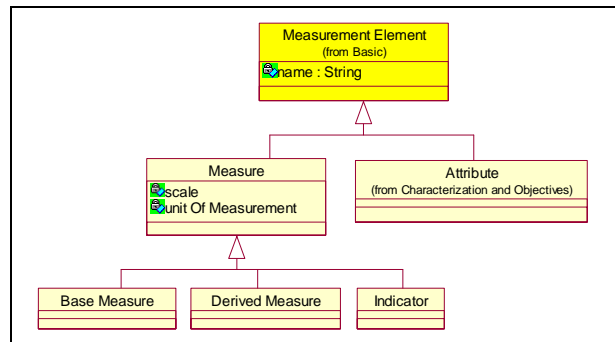 Measurement Element
(from Basic)
name : String
Measure
scale
unit Of Measurement
Attribute
(from Characterization and Objectives)
Base Measure
Derived Measure
Indicator